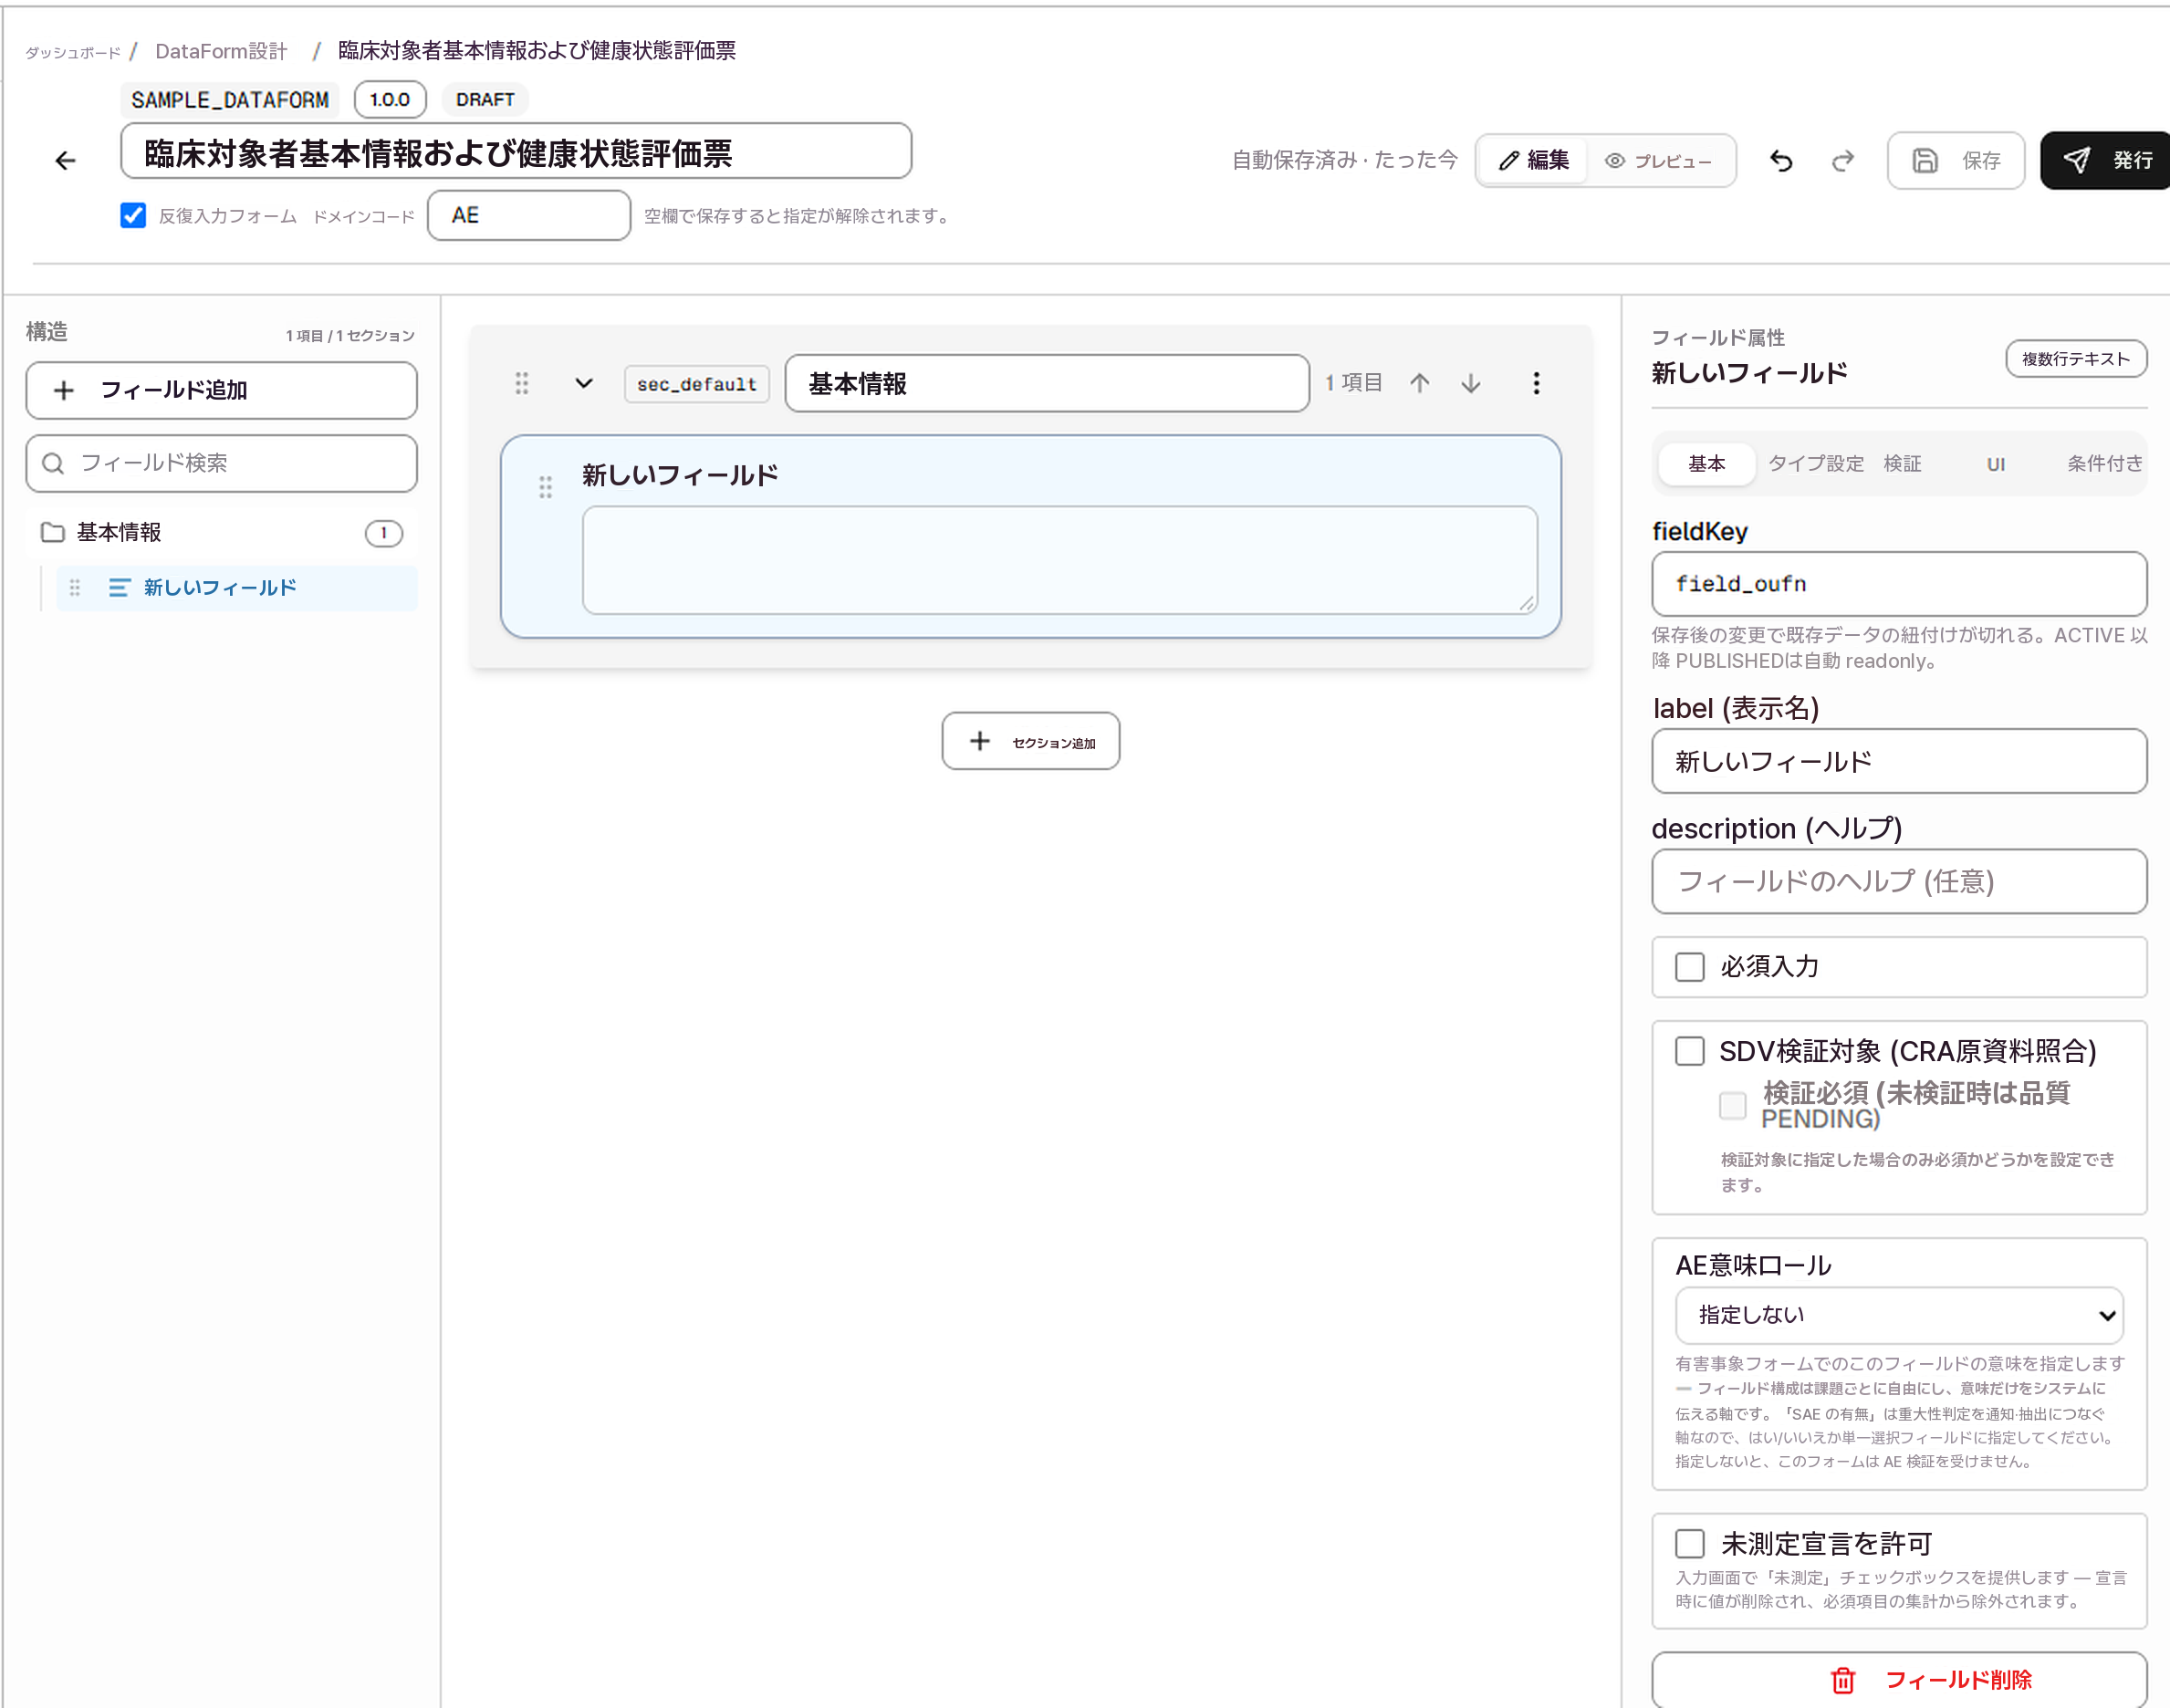 ダッシュボード / DataForm設計 / 臨床対象者基本情報および健康状態評価票
SAMPLE_DATAFORM 1.0.0 DRAFT
臨床対象者基本情報および健康状態評価票
自動保存済み · たった今 編集 プレビュー 保存 発行
反復入力フォーム ドメインコード AE 空欄で保存すると指定が解除されます。
構造 1 項目 / 1 セクション
フィールド追加
フィールド検索
基本情報 1
新しいフィールド
sec_default 基本情報 1 項目
新しいフィールド
セクション追加
フィールド属性
新しいフィールド 複数行テキスト
基本 タイプ設定 検証 UI 条件付き
fieldKey
field_oufn
保存後の変更で既存データの紐付けが切れる。ACTIVE 以
降 PUBLISHEDは自動 readonly。
label (表示名)
新しいフィールド
description (ヘルプ)
フィールドのヘルプ (任意)
必須入力
SDV検証対象 (CRA原資料照合)
検証必須 (未検証時は品質
PENDING)
検証対象に指定した場合のみ必須かどうかを設定でき
ます。
AE意味ロール
指定しない
有害事象フォームでのこのフィールドの意味を指定します
— フィールド構成は課題ごとに自由にし、意味だけをシステムに
伝える軸です。「SAE の有無」は重大性判定を通知·抽出につなぐ
軸なので、はい/いいえか単一選択フィールドに指定してください。
指定しないと、このフォームは AE 検証を受けません。
未測定宣言を許可
入力画面で「未測定」チェックボックスを提供します — 宣言
時に値が削除され、必須項目の集計から除外されます。
フィールド削除